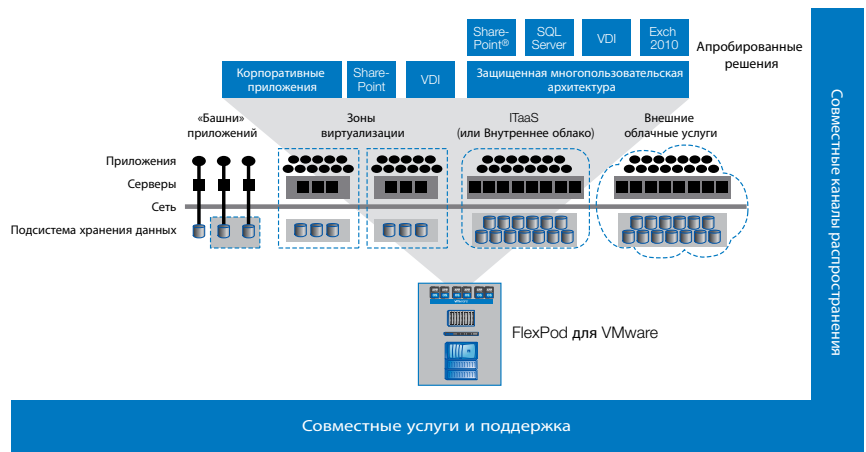 Share-
Point®
SQL
Server
VDI
Exch
2010
Апробированные
решения
Корпоративные
приложения
Share-
Point
VDI
Защищенная многопользовательская
архитектура
«Башни»
приложений
Зоны
виртуализации
ITaaS
(или Внутреннее облако)
Внешние
облачные услуги
Приложения
Серверы
Сеть
Подсистема хранения данных
FlexPod для VMware
Совместные каналы распространения
Совместные услуги и поддержка